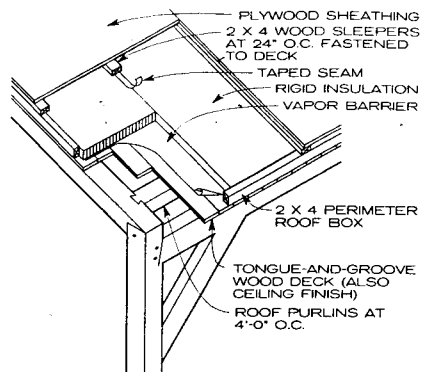 PLYWOOD SHEATHING
2 X 4 WOOD SLEEPERS
AT 24" O.C. FASTENED
TO DECK
TAPED SEAM
RIGID INSULATION
VAPOR BARRIER
2 X 4 PERIMETER
ROOF BOX
TONGUE-AND-GROOVE
WOOD DECK (ALSO
CEILING FINISH)
ROOF PURLINS AT
4'-0" O.C.